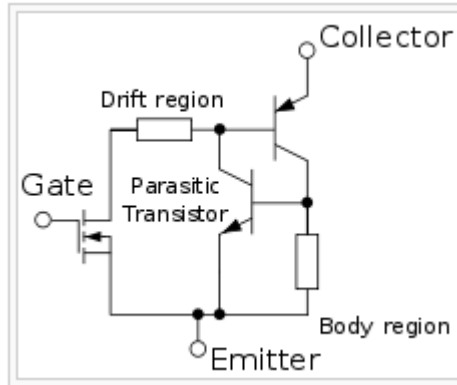 Collector
Drift region
Gate
Parasitic
Transistor
Body region
Emitter